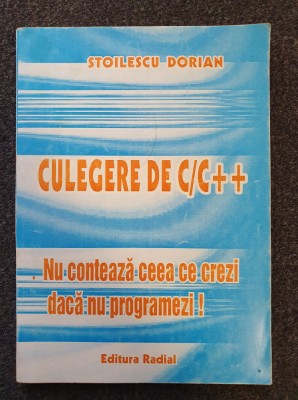 STOILESCU DORIAN
CULEGERE DE C/C++
Nu contează ceea ce crezi
dacă nu programezi !
Editura Radial